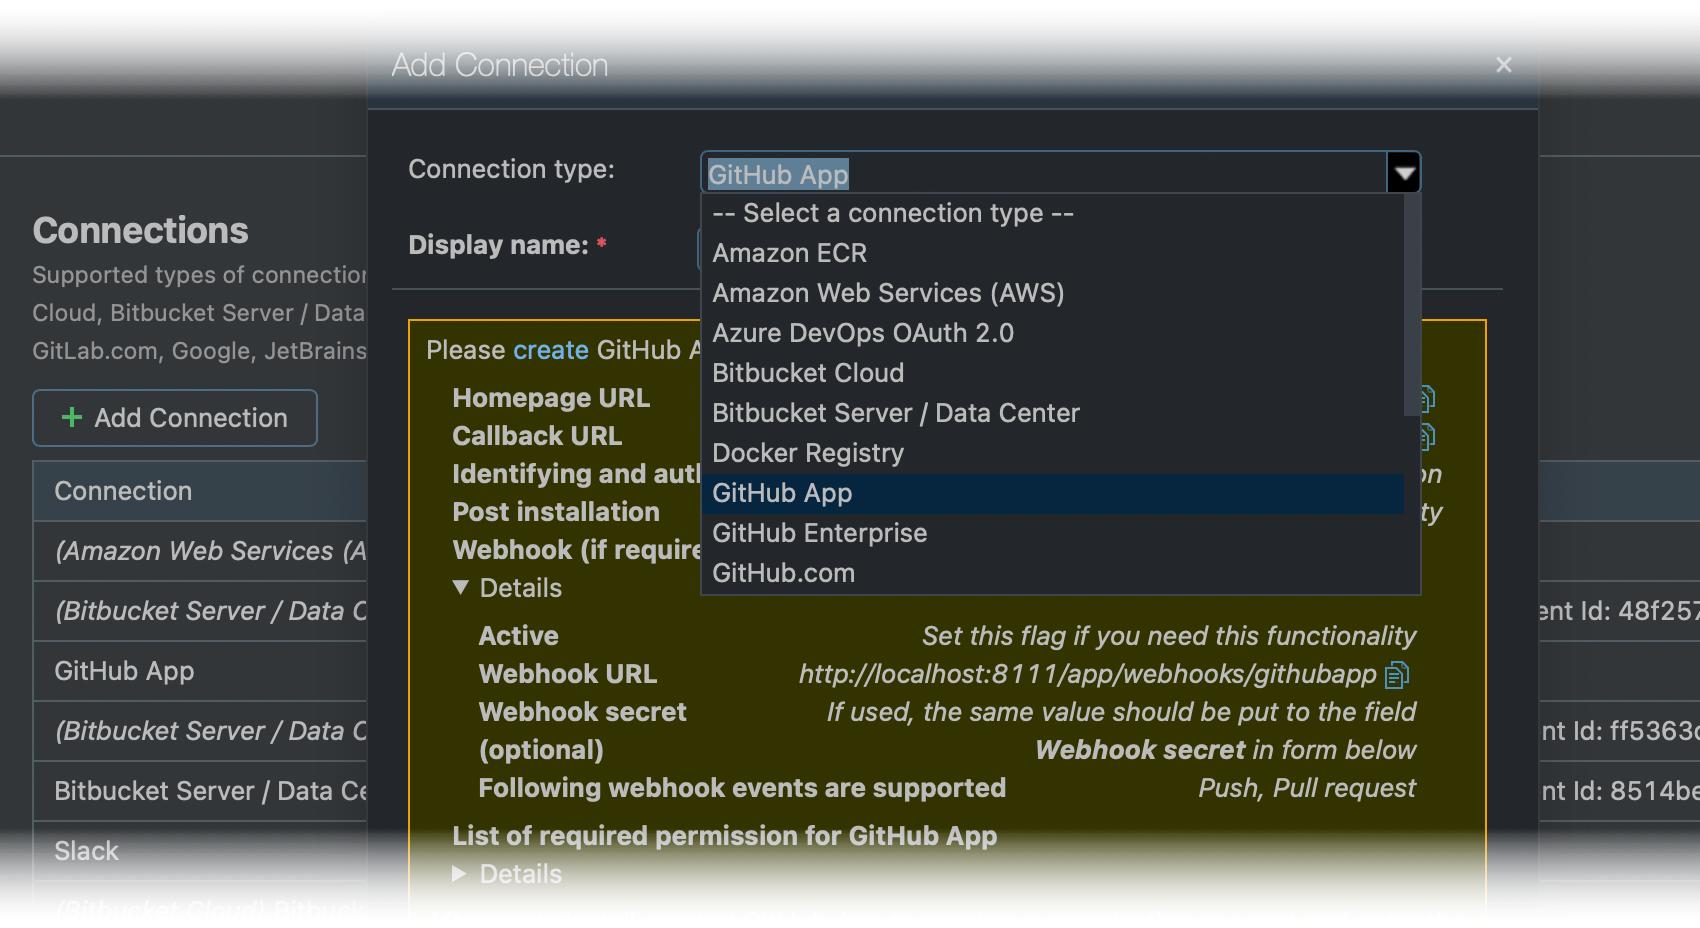 Add Connection
Connections
Supported types of connection
Cloud, Bitbucket Server / Data
GitLab.com, Google, JetBrains
Add Connection
Connection
(Amazon Web Services (A
(Bitbucket Server / Data C
GitHub App
(Bitbucket Server / Data C
Bitbucket Server / Data Ce
Slack
(Bitbucket Cloud) Bitbuck
Connection type:
GitHub App
-- Select a connection type --
Amazon ECR
Amazon Web Services (AWS)
Azure DevOps OAuth 2.0
Bitbucket Cloud
Bitbucket Server / Data Center
Docker Registry
GitHub App
GitHub Enterprise
GitHub.com
Display name: *
Please create GitHub A
Homepage URL
Callback URL
Identifying and auth on
Post installation ty
Webhook (if require
Details
Active Set this flag if you need this functionality
Webhook URL http://localhost:8111/app/webhooks/githubapp
Webhook secret If used, the same value should be put to the field
(optional) Webhook secret in form below
Following webhook events are supported Push, Pull request
List of required permission for GitHub App
Details
ent Id: 48f257
nt Id: ff5363c
nt Id: 8514be